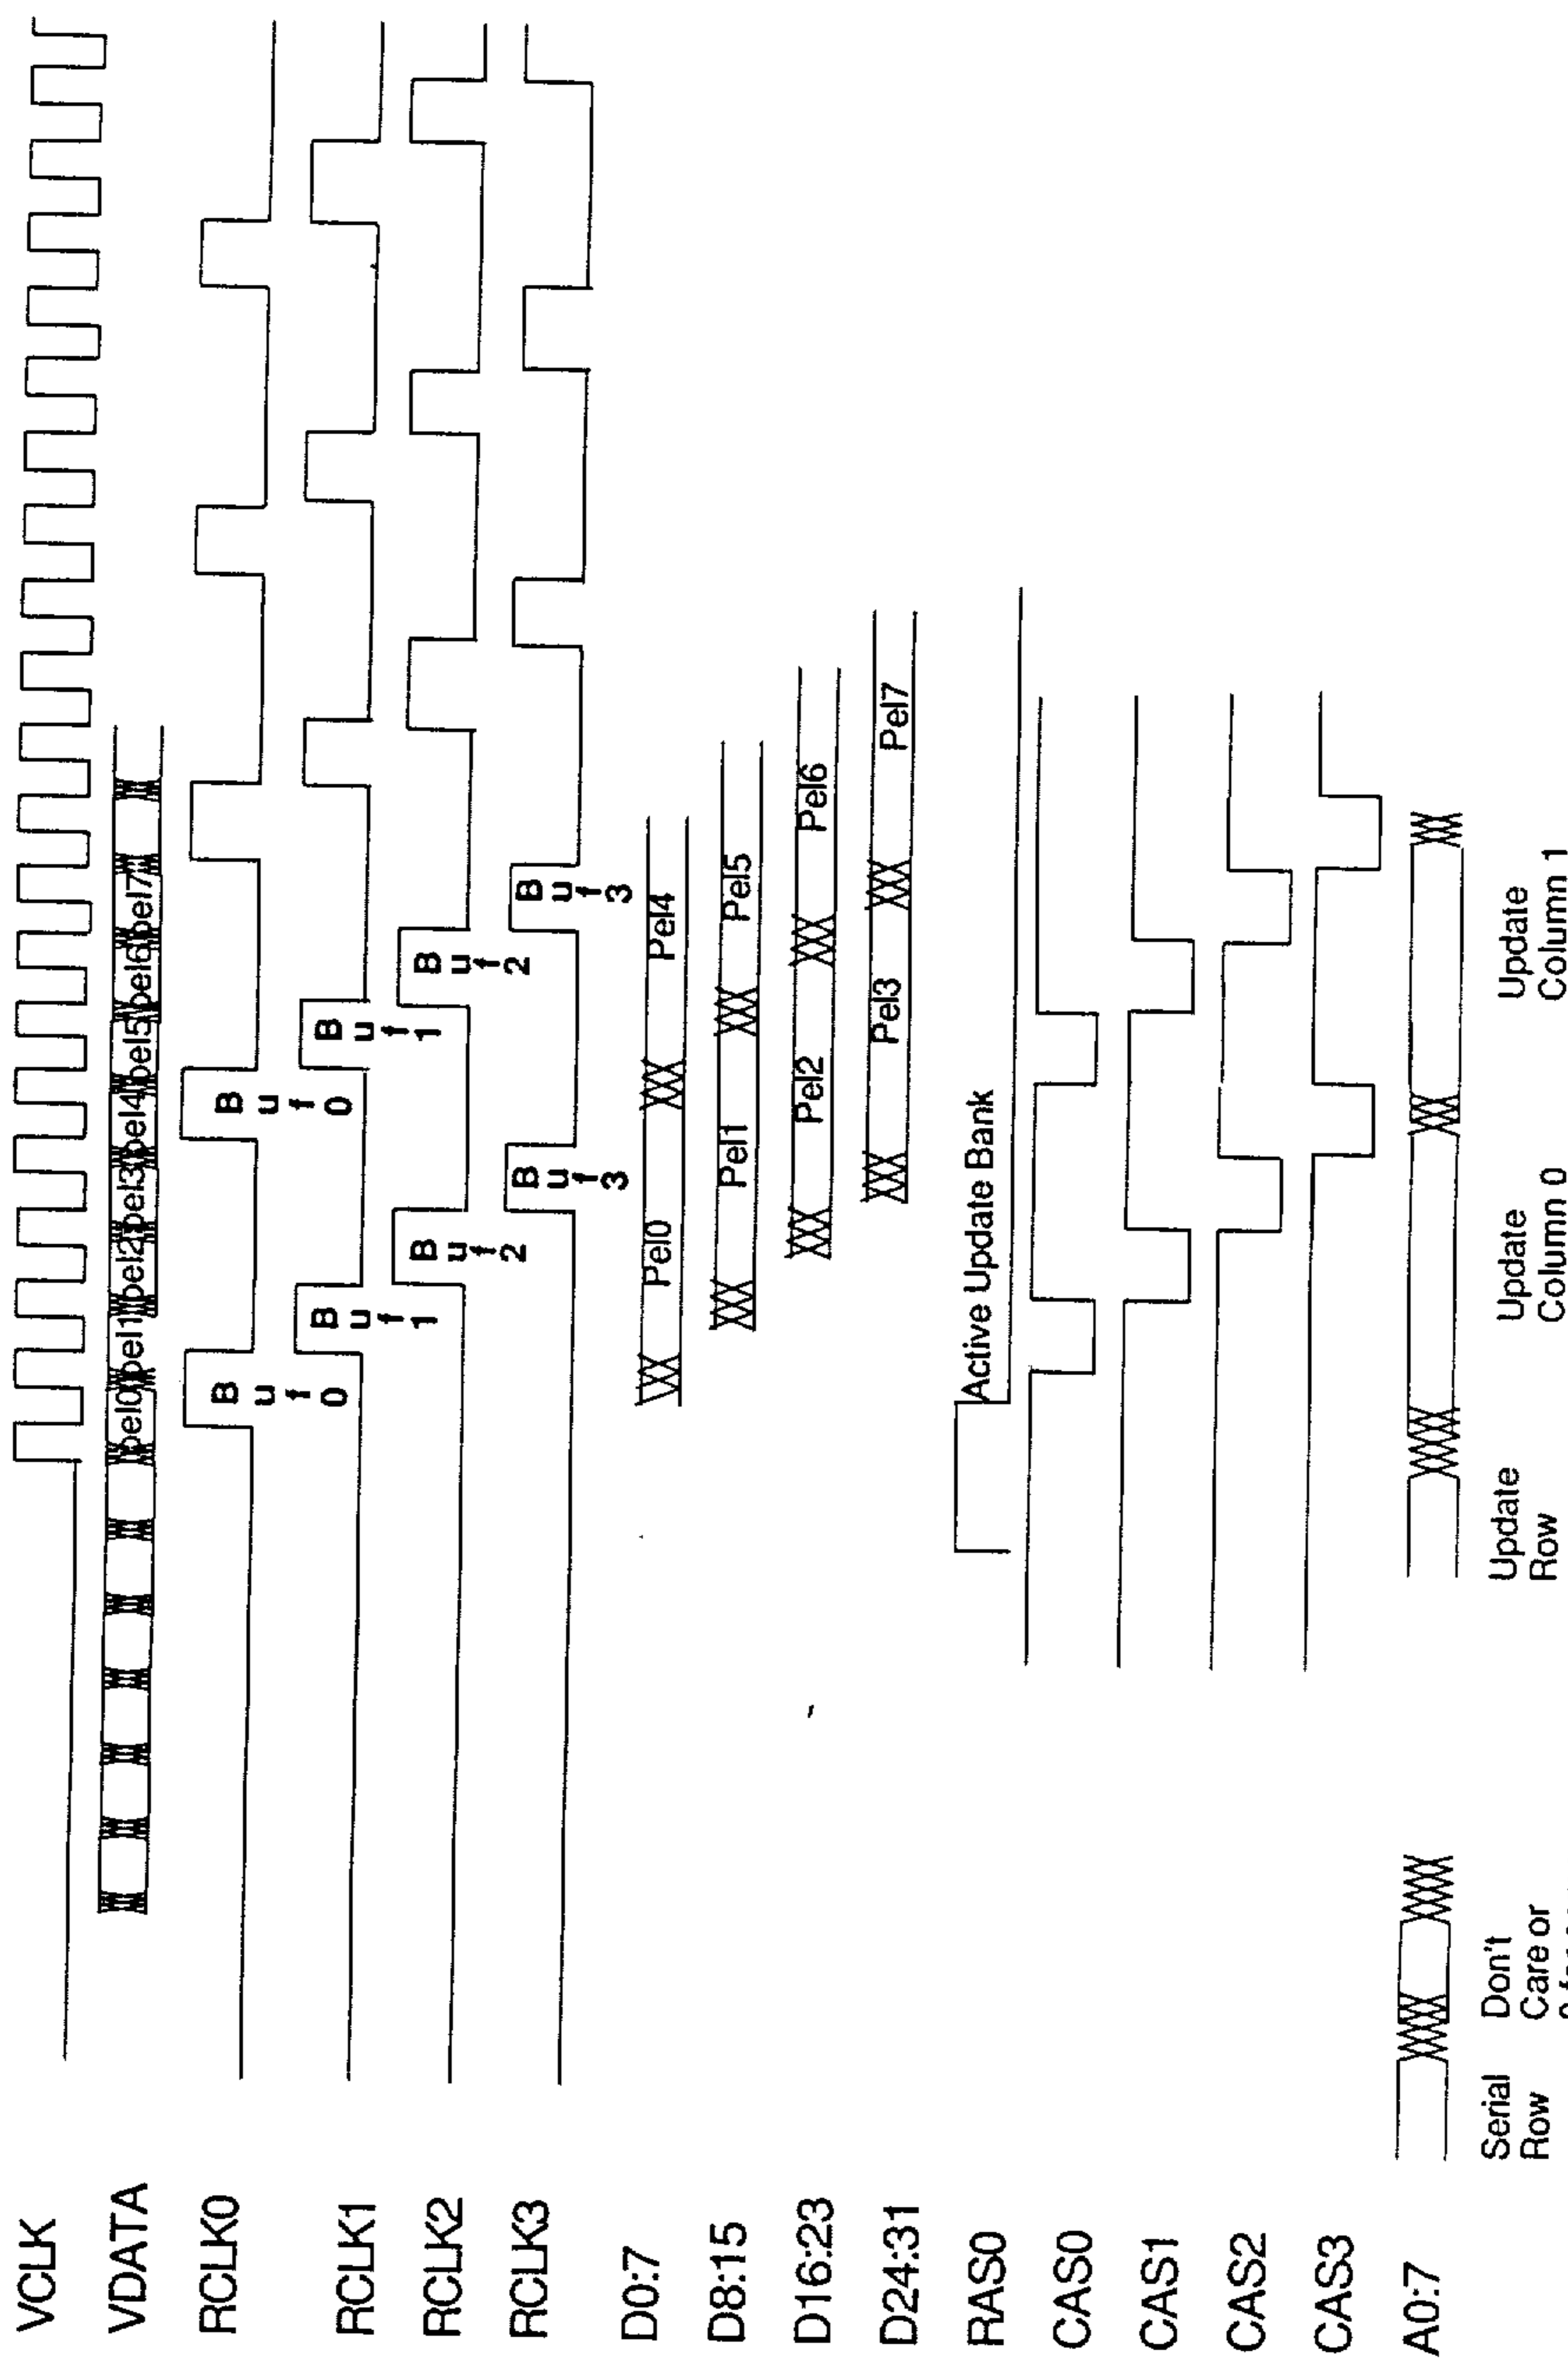 VCLK
VDATA pel0 pel1 pel2 pel3 pel4 pel5 pel6 pel7
RCLK0 Buf0 Buf0
RCLK1 Buf1 Buf1
RCLK2 Buf2 Buf2
RCLK3 Buf3 Buf3
D0:7 Pel0 Pel4
D8:15 Pel1 Pel5
D16:23 Pel2 Pel6
D24:31 Pel3 Pel7
RAS0 Active Update Bank
CAS0
CAS1
CAS2
CAS3
A0:7
Serial Don't Update Update Update
Row Care or Row Column 0 Column 1